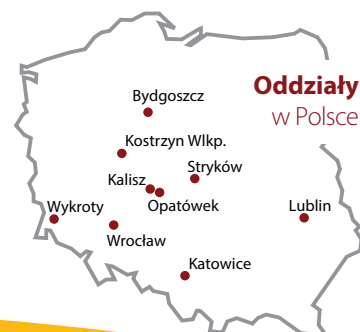 Oddziały
w Polsce
Bydgoszcz
Kostrzyn Wlkp.
Stryków
Kalisz
Opatówek
Wykroty
Lublin
Wrocław
Katowice